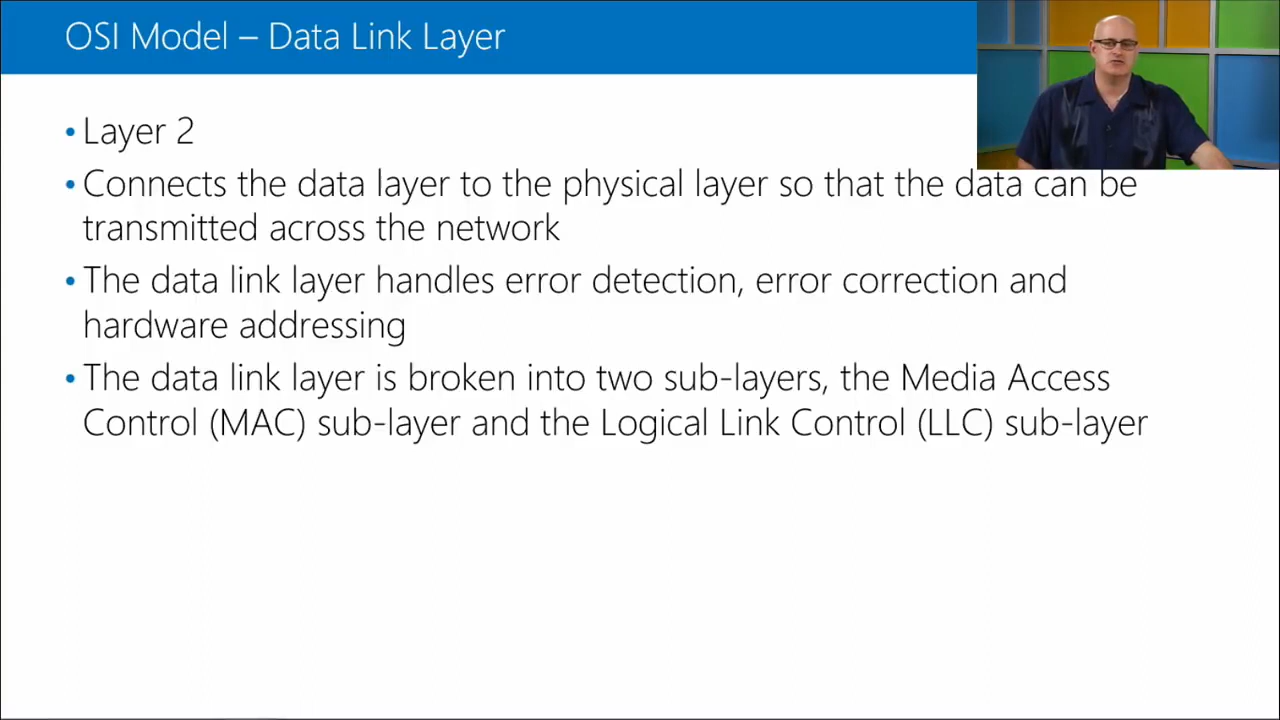 OSI Model – Data Link Layer
• Layer 2
• Connects the data layer to the physical layer so that the data can be
transmitted across the network
• The data link layer handles error detection, error correction and
hardware addressing
• The data link layer is broken into two sub-layers, the Media Access
Control (MAC) sub-layer and the Logical Link Control (LLC) sub-layer